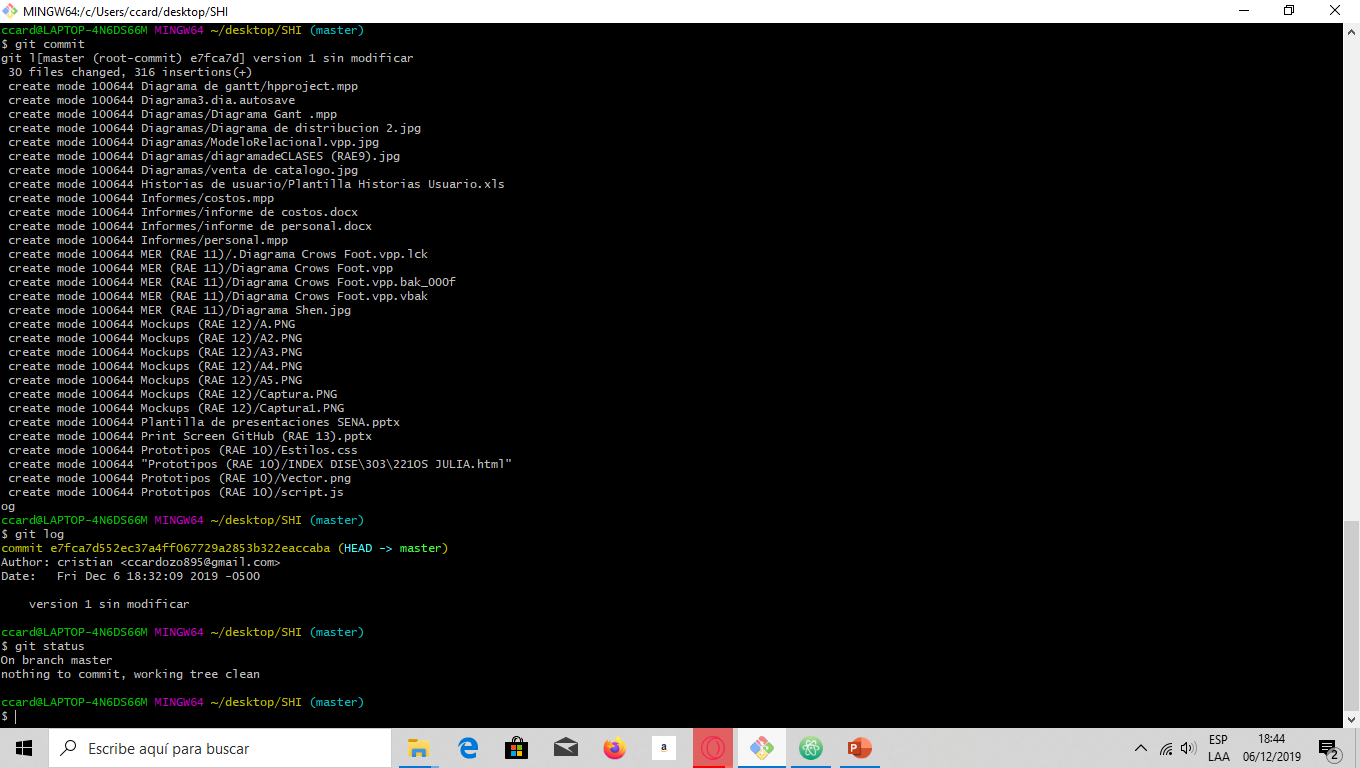 MINGW64:/c/Users/ccard/desktop/SHI
ccard@LAPTOP-4N6DS66M MINGW64 ~/desktop/SHI (master)
$ git commit
git l[master (root-commit) e7fca7d] version 1 sin modificar
 30 files changed, 316 insertions(+)
 create mode 100644 Diagrama de gantt/hpproject.mpp
 create mode 100644 Diagrama3.dia.autosave
 create mode 100644 Diagramas/Diagrama Gant .mpp
 create mode 100644 Diagramas/Diagrama de distribucion 2.jpg
 create mode 100644 Diagramas/ModeloRelacional.vpp.jpg
 create mode 100644 Diagramas/diagramadeCLASES (RAE9).jpg
 create mode 100644 Diagramas/venta de catalogo.jpg
 create mode 100644 Historias de usuario/Plantilla Historias Usuario.xls
 create mode 100644 Informes/costos.mpp
 create mode 100644 Informes/informe de costos.docx
 create mode 100644 Informes/informe de personal.docx
 create mode 100644 Informes/personal.mpp
 create mode 100644 MER (RAE 11)/.Diagrama Crows Foot.vpp.lck
 create mode 100644 MER (RAE 11)/Diagrama Crows Foot.vpp
 create mode 100644 MER (RAE 11)/Diagrama Crows Foot.vpp.bak_000f
 create mode 100644 MER (RAE 11)/Diagrama Crows Foot.vpp.vbak
 create mode 100644 MER (RAE 11)/Diagrama Shen.jpg
 create mode 100644 Mockups (RAE 12)/A.PNG
 create mode 100644 Mockups (RAE 12)/A2.PNG
 create mode 100644 Mockups (RAE 12)/A3.PNG
 create mode 100644 Mockups (RAE 12)/A4.PNG
 create mode 100644 Mockups (RAE 12)/A5.PNG
 create mode 100644 Mockups (RAE 12)/Captura.PNG
 create mode 100644 Mockups (RAE 12)/Captura1.PNG
 create mode 100644 Plantilla de presentaciones SENA.pptx
 create mode 100644 Print Screen GitHub (RAE 13).pptx
 create mode 100644 Prototipos (RAE 10)/Estilos.css
 create mode 100644 "Prototipos (RAE 10)/INDEX DISE\303\221OS JULIA.html"
 create mode 100644 Prototipos (RAE 10)/Vector.png
 create mode 100644 Prototipos (RAE 10)/script.js
og
ccard@LAPTOP-4N6DS66M MINGW64 ~/desktop/SHI (master)
$ git log
commit e7fca7d552ec37a4ff067729a2853b322eaccaba (HEAD -> master)
Author: cristian <ccardozo895@gmail.com>
Date:   Fri Dec 6 18:32:09 2019 -0500
    version 1 sin modificar
ccard@LAPTOP-4N6DS66M MINGW64 ~/desktop/SHI (master)
$ git status
On branch master
nothing to commit, working tree clean
ccard@LAPTOP-4N6DS66M MINGW64 ~/desktop/SHI (master)
$
Escribe aquí para buscar
a
P
ESP
LAA
18:44
06/12/2019
2